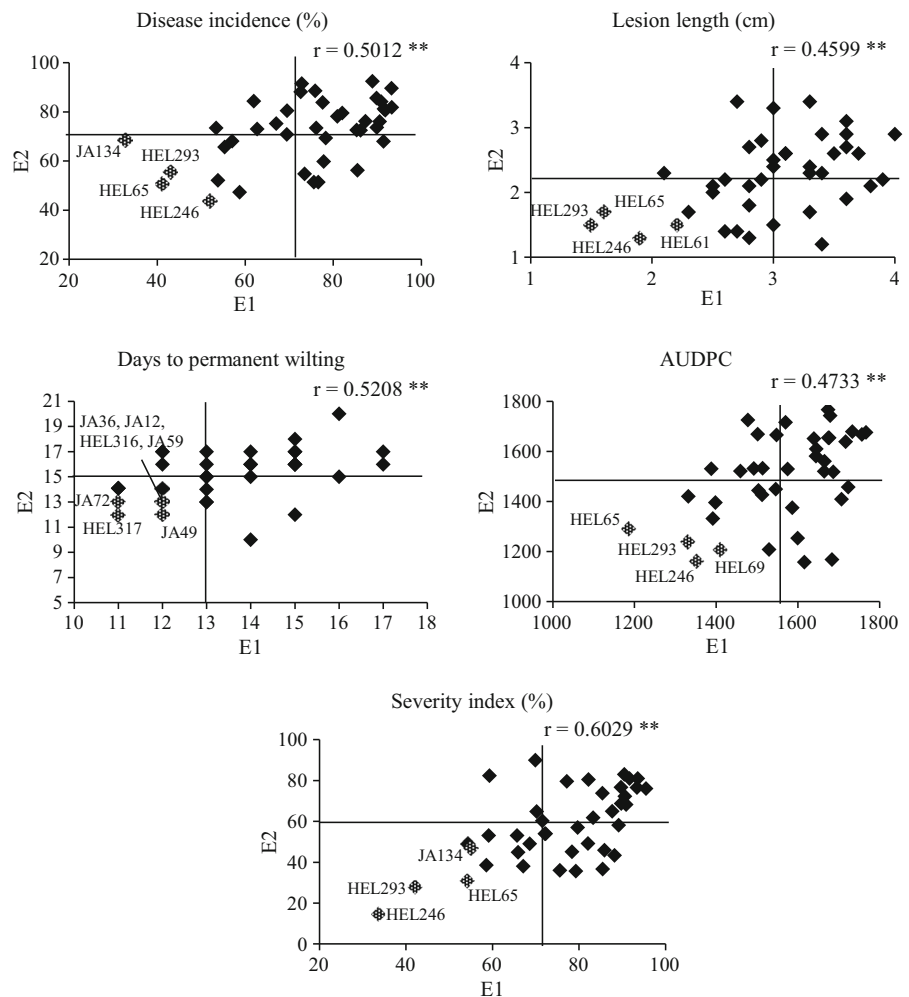 Disease incidence (%)
r = 0.5012 **
100
80
60
40
20
E2
JA134
HEL293
HEL65
HEL246
20 40 60 80 100
E1
Lesion length (cm)
r = 0.4599 **
4
3
2
1
E2
HEL293
HEL65
HEL246
HEL61
1 2 3 4
E1
Days to permanent wilting
r = 0.5208 **
21
19
17
15
13
11
9
7
5
E2
JA36, JA12,
HEL316, JA59
JA72
HEL317
JA49
10 11 12 13 14 15 16 17 18
E1
AUDPC
r = 0.4733 **
1800
1600
1400
1200
1000
E2
HEL65
HEL293
HEL246
HEL69
1000 1200 1400 1600 1800
E1
Severity index (%)
r = 0.6029 **
100
80
60
40
20
0
E2
JA134
HEL293
HEL65
HEL246
20 40 60 80 100
E1